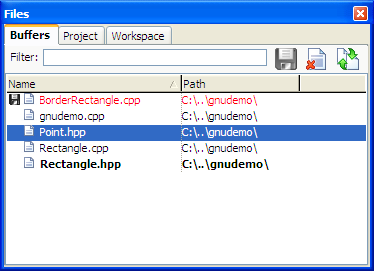 Files
Buffers Project Workspace
Filter:
Name Path
BorderRectangle.cpp C:\..\gnudemo\
gnudemo.cpp C:\..\gnudemo\
Point.hpp C:\..\gnudemo\
Rectangle.cpp C:\..\gnudemo\
Rectangle.hpp C:\..\gnudemo\